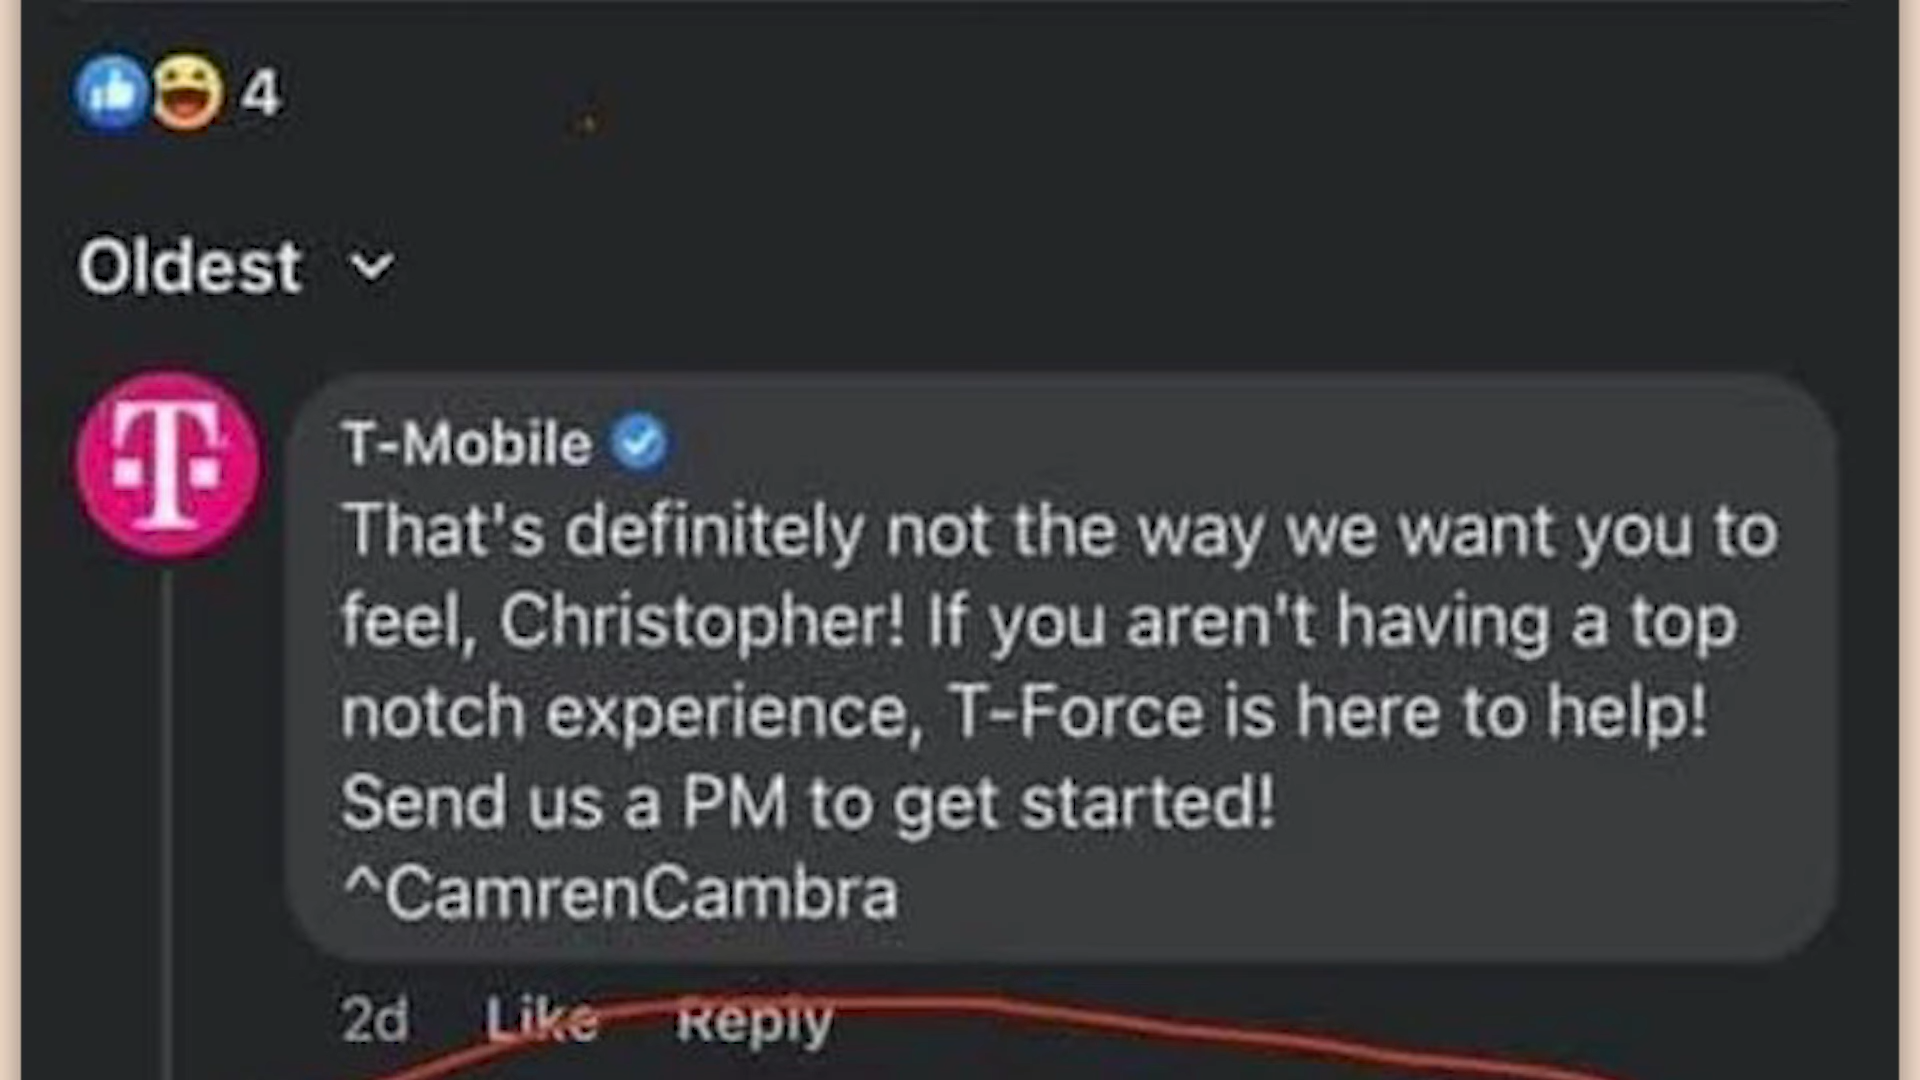 4
Oldest
T
T-Mobile
That's definitely not the way we want you to
feel, Christopher! If you aren't having a top
notch experience, T-Force is here to help!
Send us a PM to get started!
^CamrenCambra
2d Like Reply